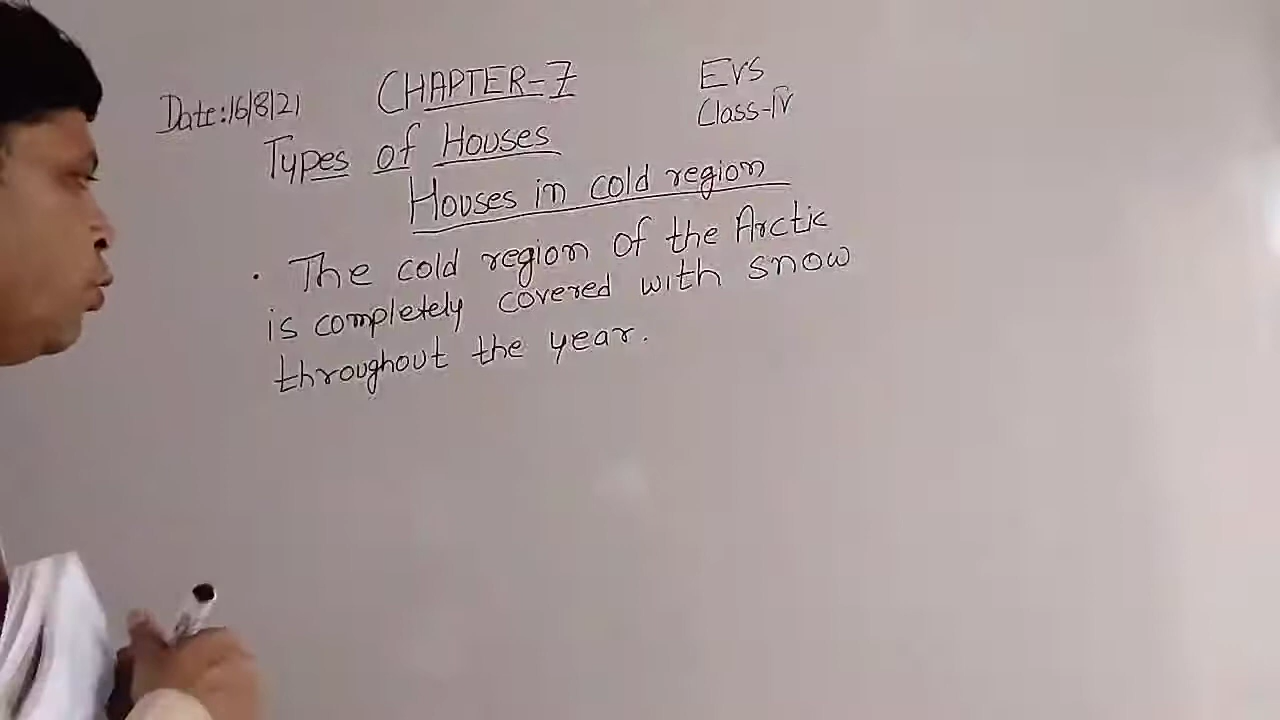 Date:16/8/21 CHAPTER-7 EVS
Class-IV
Types of Houses
Houses in cold region
· The cold region of the Arctic
is completely covered with snow
throughout the year.